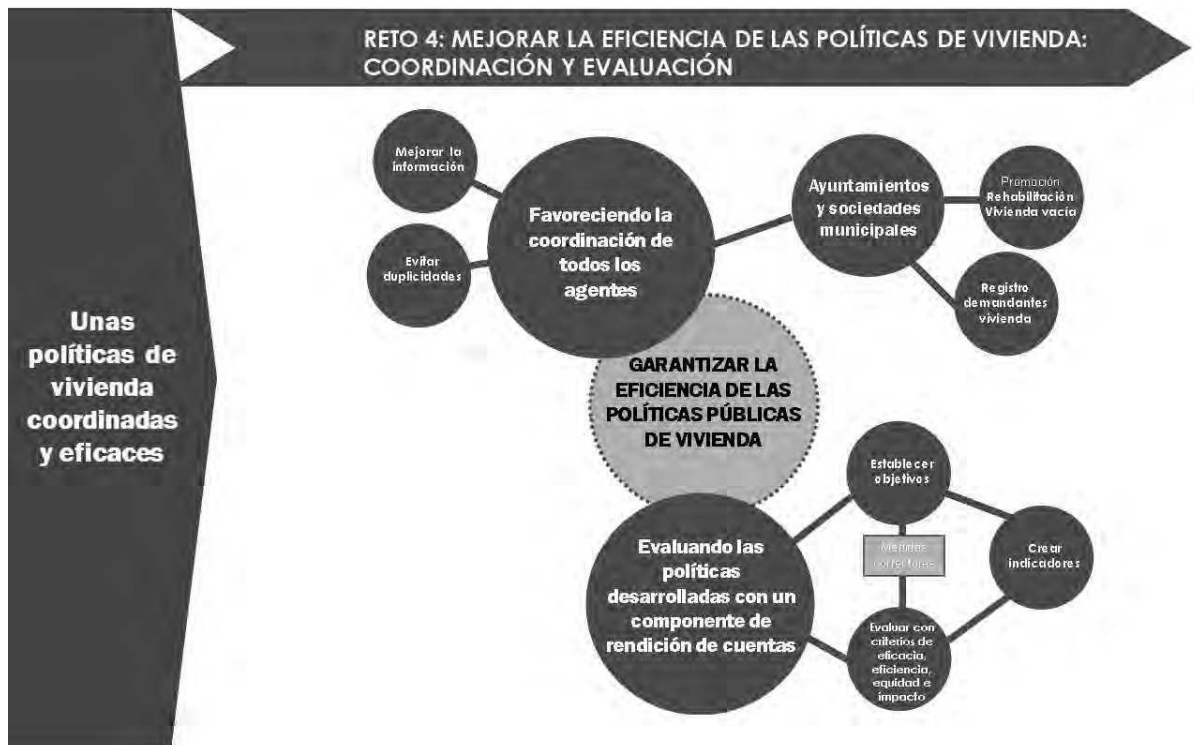 RETO 4: MEJORAR LA EFICIENCIA DE LAS POLÍTICAS DE VIVIENDA:
COORDINACIÓN Y EVALUACIÓN
Unas
políticas de
vivienda
coordinadas
y eficaces
Mejorar la
información
Evitar
duplicidades
Favoreciendo la
coordinación de
todos los
agentes
Ayuntamientos
y sociedades
municipales
Promoción
Rehabilitación
Vivienda vacía
Registro
demandantes
vivienda
GARANTIZAR LA
EFICIENCIA DE LAS
POLÍTICAS PÚBLICAS
DE VIVIENDA
Evaluando las
políticas
desarrolladas con un
componente de
rendición de cuentas
Establecer
objetivos
Medidas
correctoras
Crear
indicadores
Evaluar con
criterios de
eficacia,
eficiencia,
equidad e
impacto